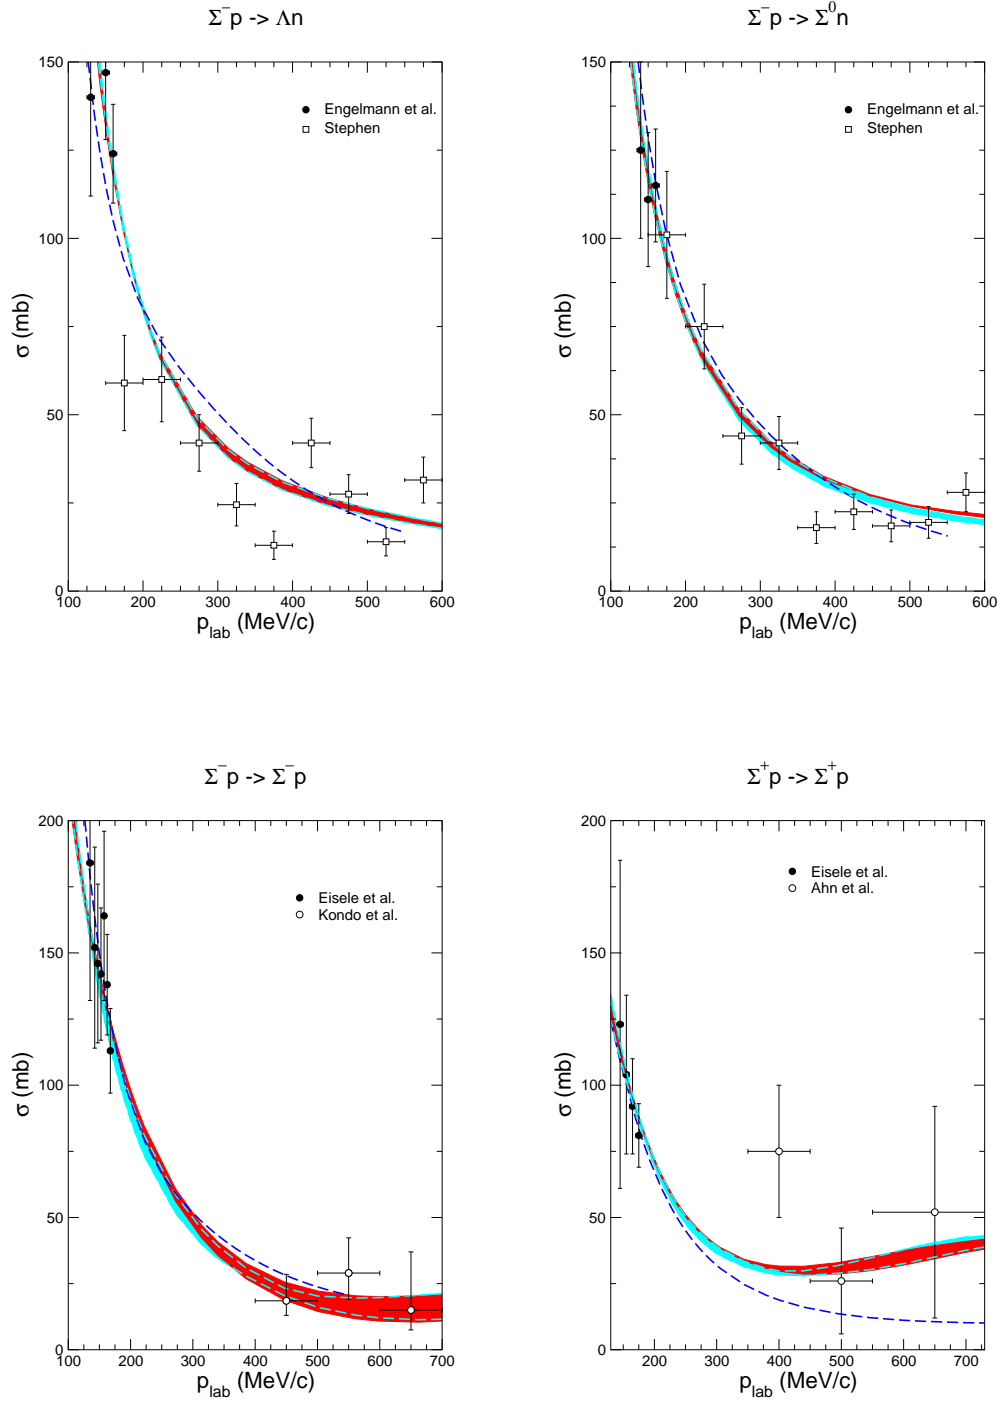 Σ⁻p -> Λn
150
100
50
0
σ (mb)
Engelmann et al.
Stephen
100 200 300 400 500 600
p_lab (MeV/c)
Σ⁻p -> Σ⁰n
150
100
50
0
σ (mb)
Engelmann et al.
Stephen
100 200 300 400 500 600
p_lab (MeV/c)
Σ⁻p -> Σ⁻p
200
150
100
50
0
σ (mb)
Eisele et al.
Kondo et al.
100 200 300 400 500 600 700
p_lab (MeV/c)
Σ⁺p -> Σ⁺p
200
150
100
50
0
σ (mb)
Eisele et al.
Ahn et al.
200 300 400 500 600 700
p_lab (MeV/c)